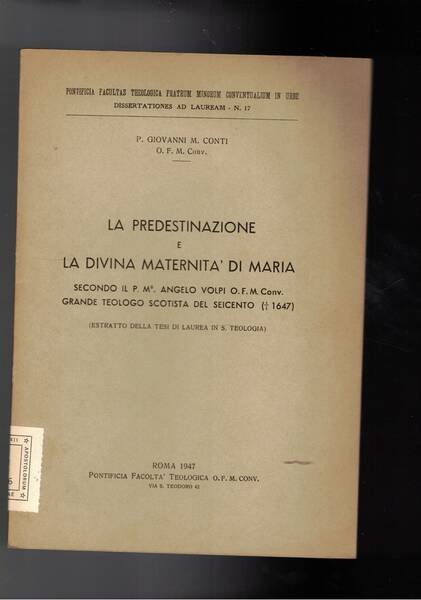 PONTIFICIA FACULTAS THEOLOGICA FRATRUM MINORUM CONVENTUALIUM IN URBE
DISSERTATIONES AD LAUREAM - N. 17
P. GIOVANNI M. CONTI
O. F. M. Conv.
LA PREDESTINAZIONE
E
LA DIVINA MATERNITA' DI MARIA
SECONDO IL P. Mº. ANGELO VOLPI O. F. M. Conv.
GRANDE TEOLOGO SCOTISTA DEL SEICENTO († 1647)
(ESTRATTO DELLA TESI DI LAUREA IN S. TEOLOGIA)
APOSTOLORUM
ROMA 1947
PONTIFICIA FACOLTA' TEOLOGICA O. F. M. CONV.
VIA S. TEODORO 42